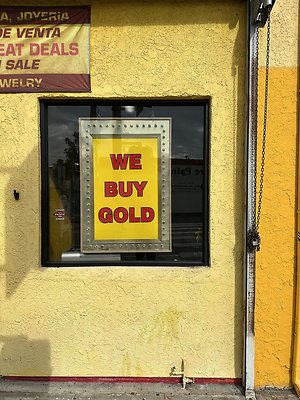 A, JOYERIA
DE VENTA
EAT DEALS
SALE
WELRY
WE
BUY
GOLD